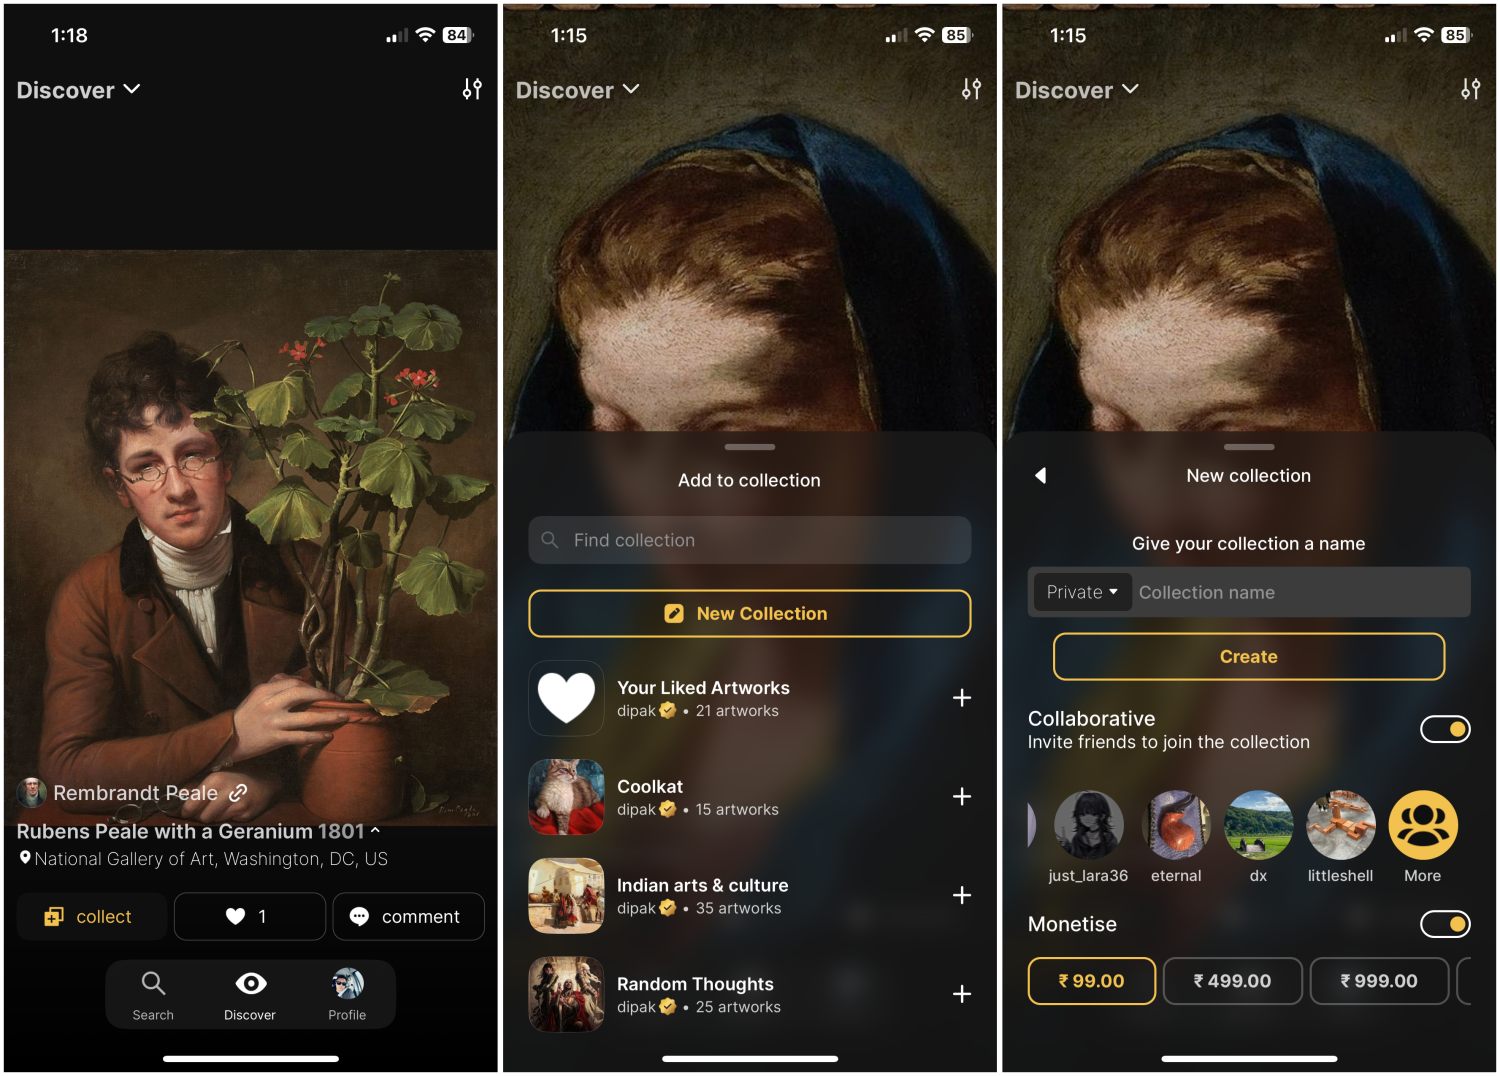 1:18
84
Discover
Rembrandt Peale
Rubens Peale with a Geranium 1801
National Gallery of Art, Washington, DC, US
collect
1
comment
Search
Discover
Profile
1:15
85
Discover
Add to collection
Find collection
New Collection
Your Liked Artworks
dipak • 21 artworks
Coolkat
dipak • 15 artworks
Indian arts & culture
dipak • 35 artworks
Random Thoughts
dipak • 25 artworks
1:15
85
Discover
New collection
Give your collection a name
Private
Collection name
Create
Collaborative
Invite friends to join the collection
just_lara36
eternal
dx
littleshell
More
Monetise
₹ 99.00
₹ 499.00
₹ 999.00